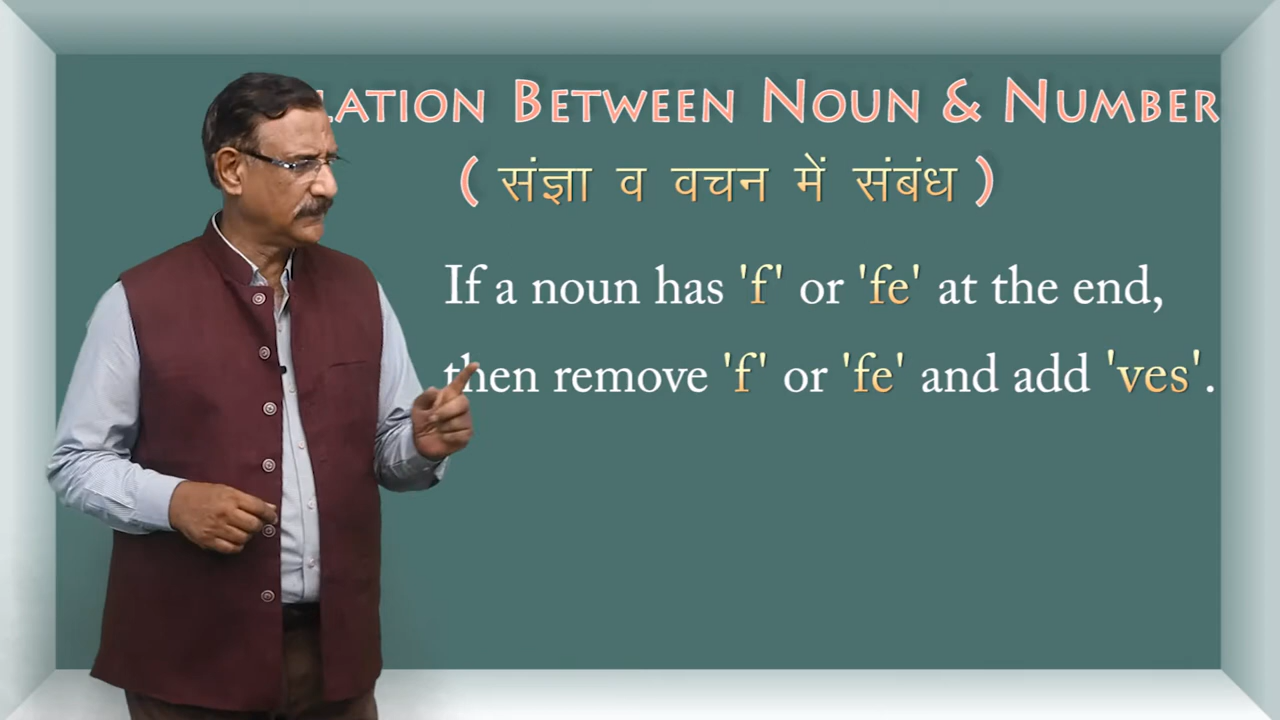 LATION BETWEEN NOUN & NUMBER
( संज्ञा व वचन में संबंध )
If a noun has 'f' or 'fe' at the end,
then remove 'f' or 'fe' and add 'ves'.